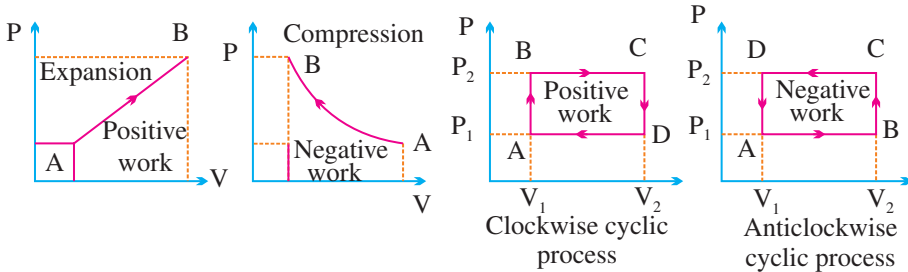 P
B
Expansion
A
Positive
work
V
P
Compression
B
A
Negative
work
V
P
B
C
P₂
Positive
work
P₁
A
D
V₁
V₂
Clockwise cyclic
process
P
D
C
P₂
Negative
work
P₁
A
B
V₁
V₂
Anticlockwise
cyclic process